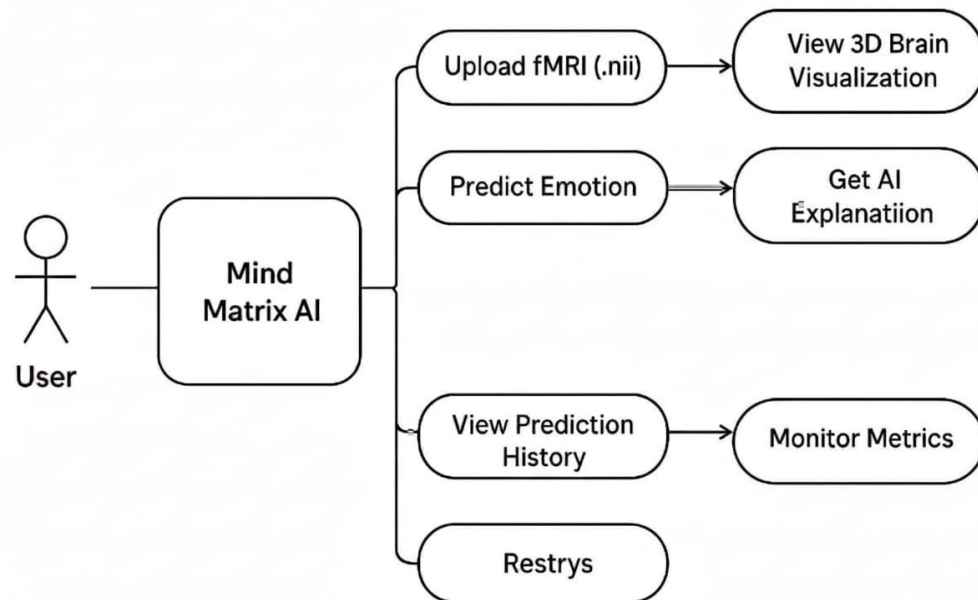 Upload fMRI (.nii)
View 3D Brain
Visualization
Predict Emotion
Get AI
Explanatiion
Mind
Matrix AI
User
View Prediction
History
Monitor Metrics
Restrys